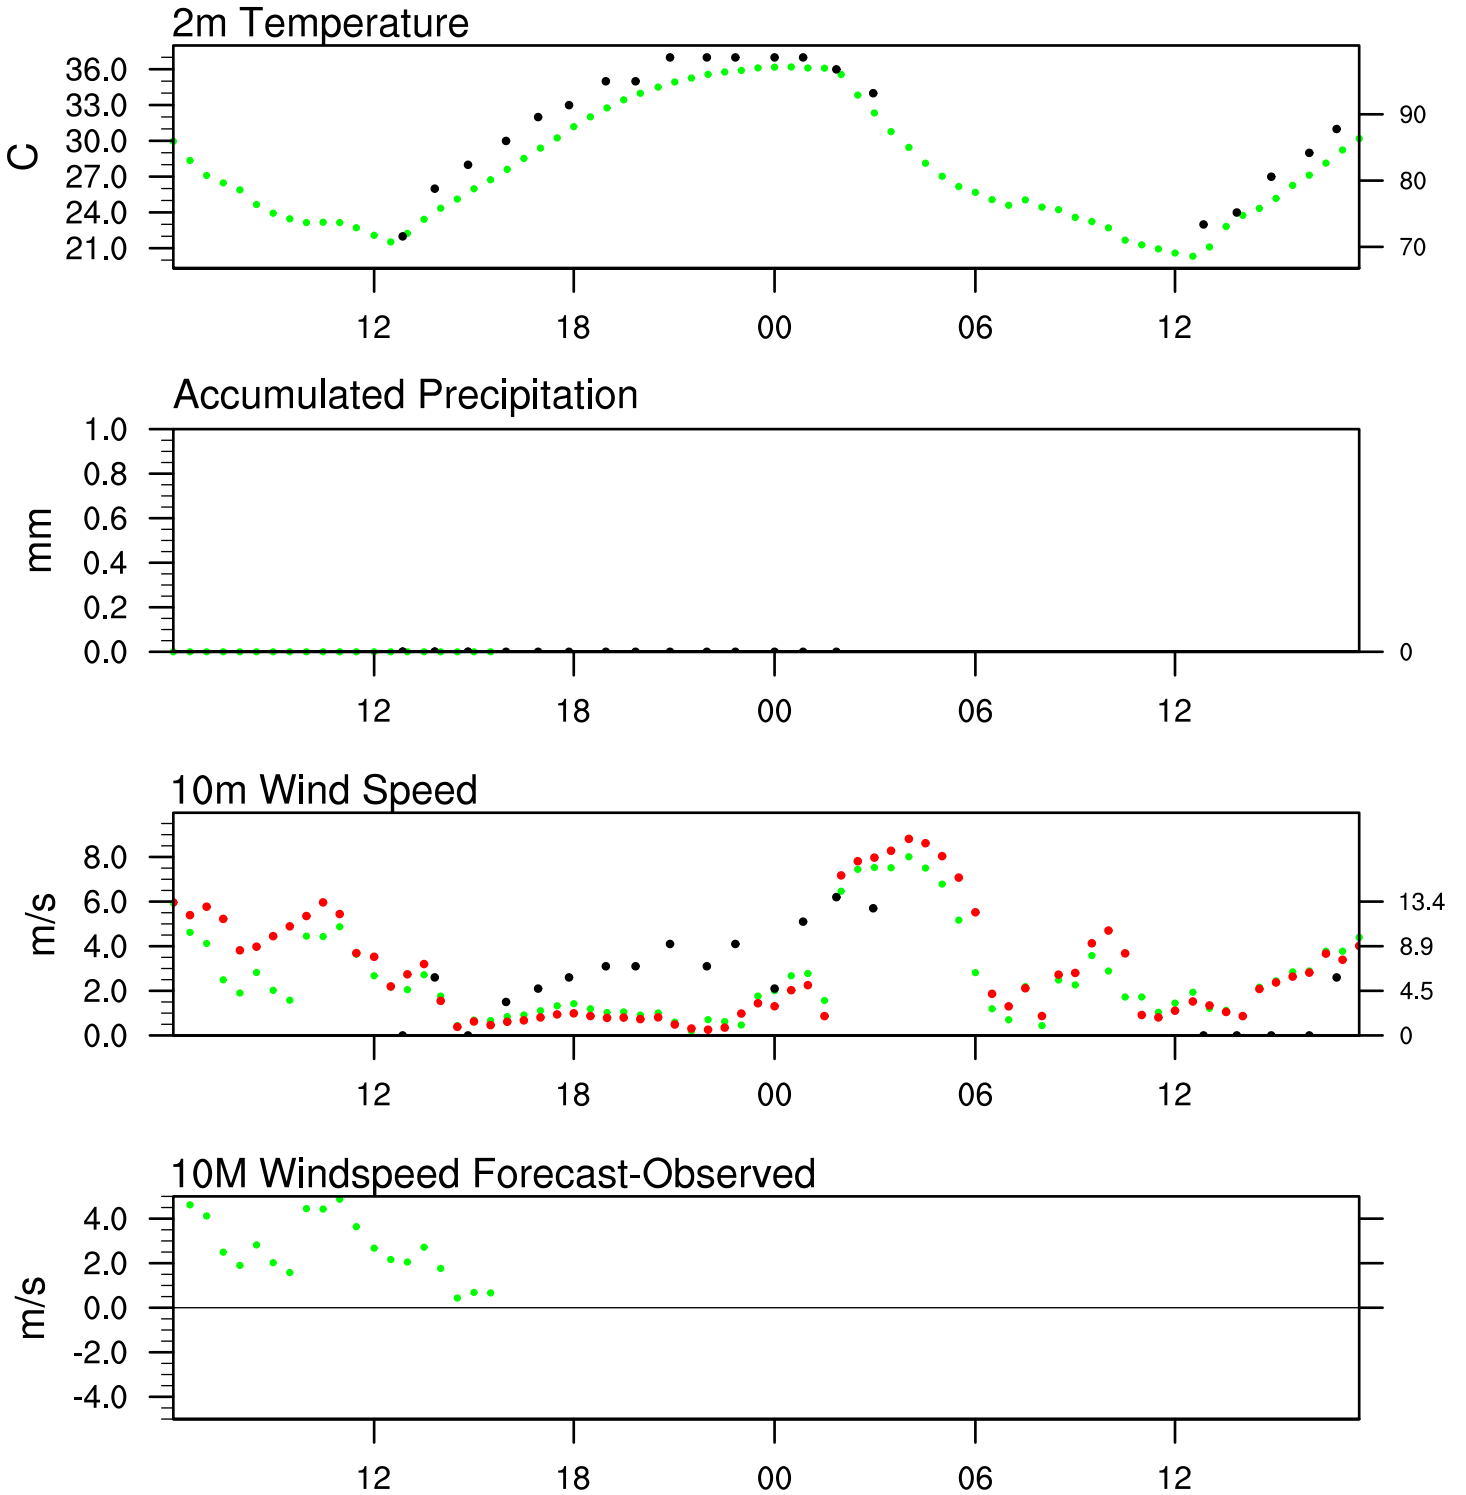 2m Temperature
36.0
33.0
30.0
27.0
24.0
21.0
C
90
80
70
12 18 00 06 12
Accumulated Precipitation
1.0
0.8
0.6
0.4
0.2
0.0
mm
0
12 18 00 06 12
10m Wind Speed
8.0
6.0
4.0
2.0
0.0
m/s
13.4
8.9
4.5
0
12 18 00 06 12
10M Windspeed Forecast-Observed
4.0
2.0
0.0
-2.0
-4.0
m/s
12 18 00 06 12